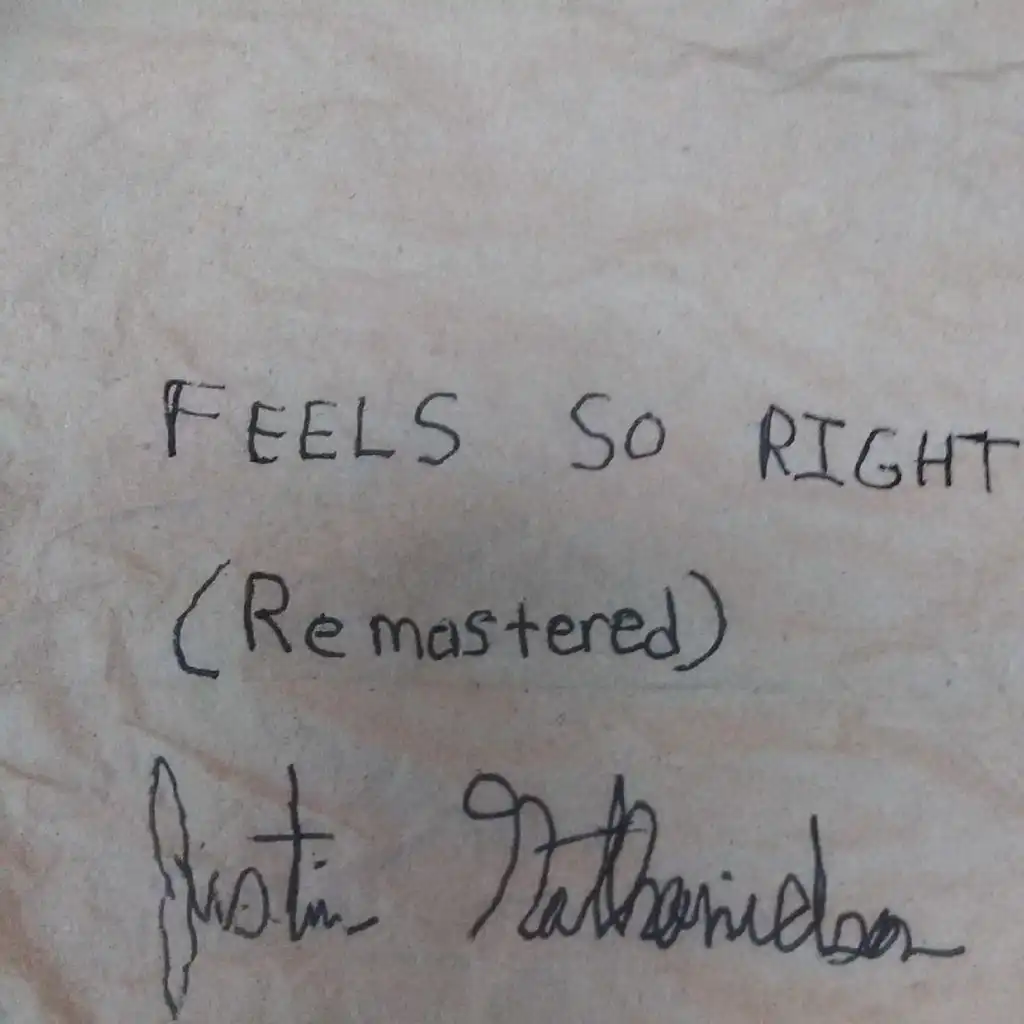 FEELS SO RIGHT
(Remastered)
Justin Nathanielson